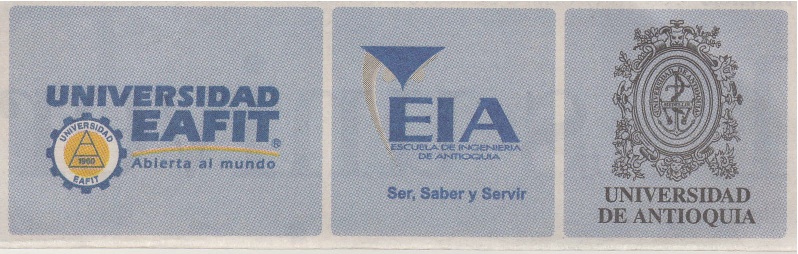 UNIVERSIDAD
EAFIT®
Abierta al mundo
UNIVERSIDAD
1960
EAFIT
EIA
ESCUELA DE INGENIERIA
DE ANTIOQUIA
Ser, Saber y Servir
UNIVERSIDAD
DE ANTIOQUIA